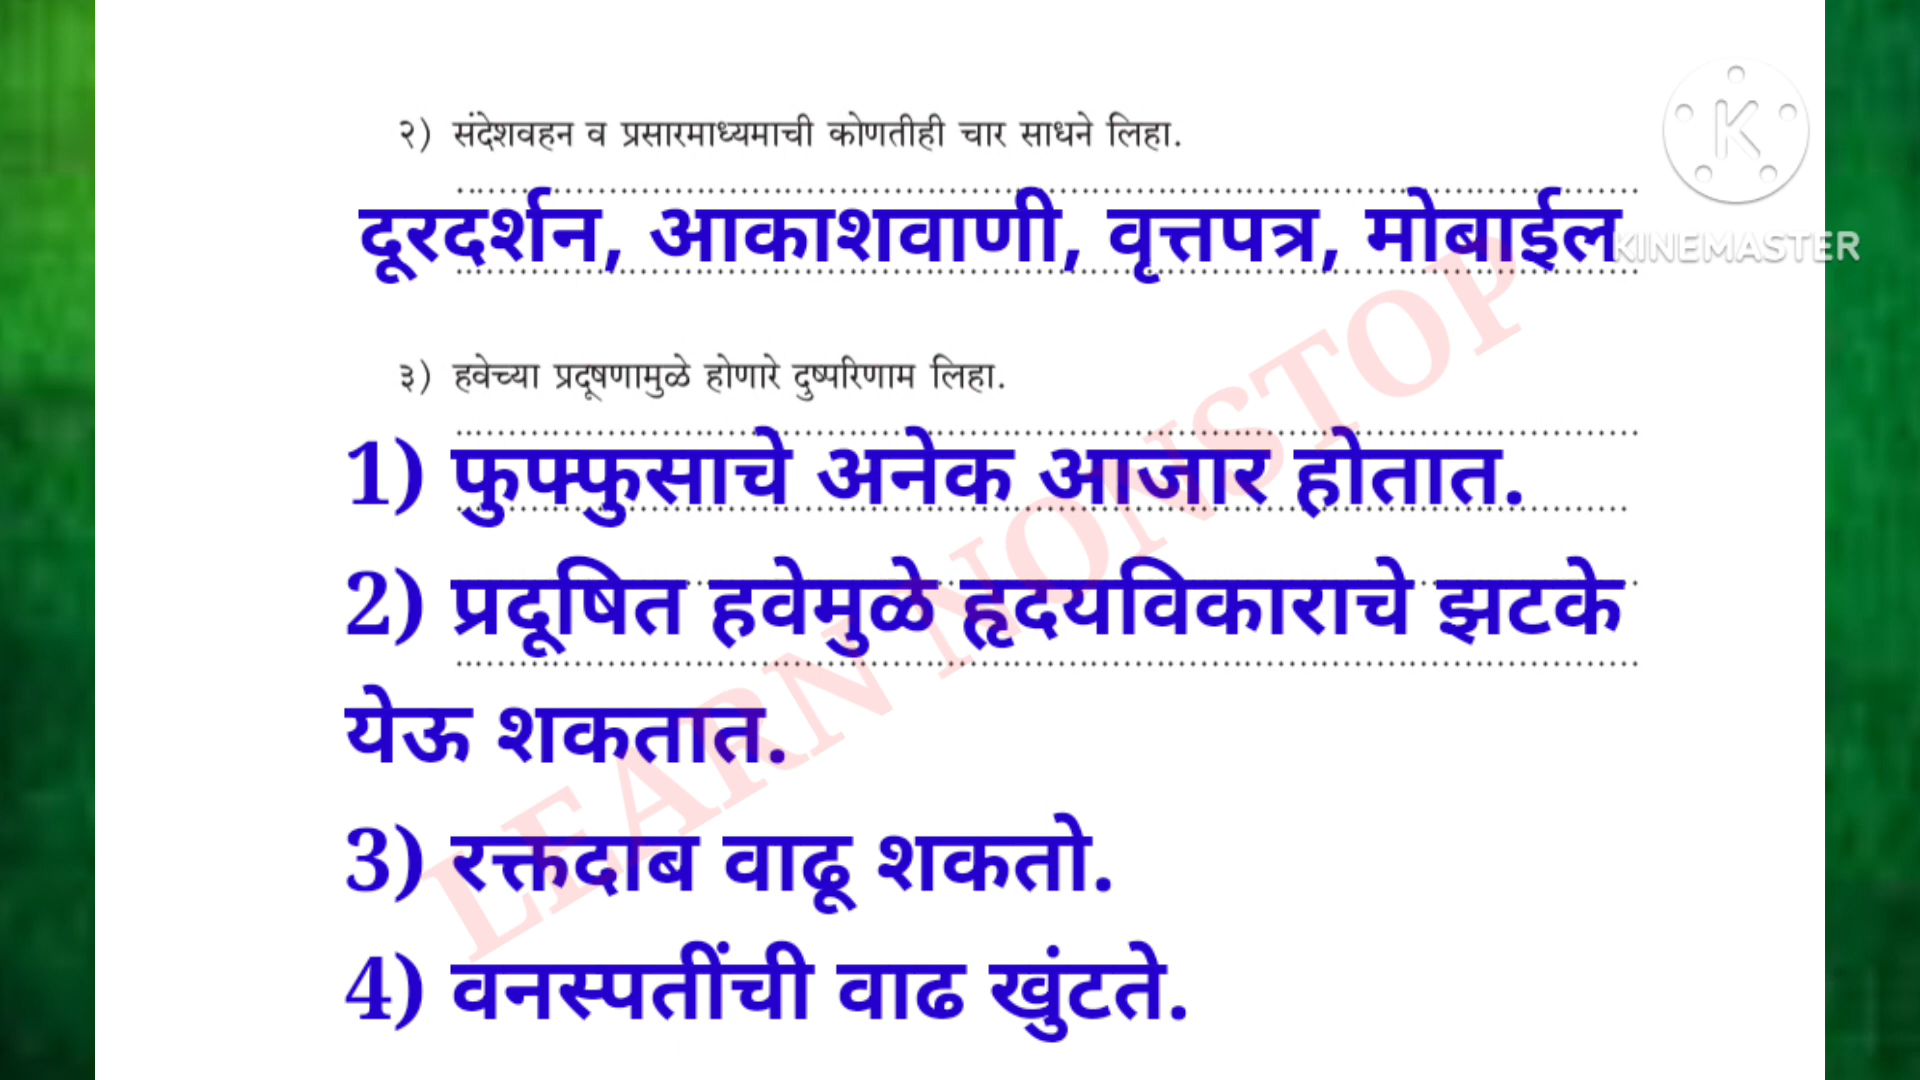 २) संदेशवहन व प्रसारमाध्यमाची कोणतीही चार साधने लिहा.
दूरदर्शन, आकाशवाणी, वृत्तपत्र, मोबाईल
KINEMASTER
३) हवेच्या प्रदूषणामुळे होणारे दुष्परिणाम लिहा.
1) फुफ्फुसाचे अनेक आजार होतात.
2) प्रदूषित हवेमुळे हृदयविकाराचे झटके
येऊ शकतात.
3) रक्तदाब वाढू शकतो.
4) वनस्पतींची वाढ खुंटते.
LEARN NONSTOP